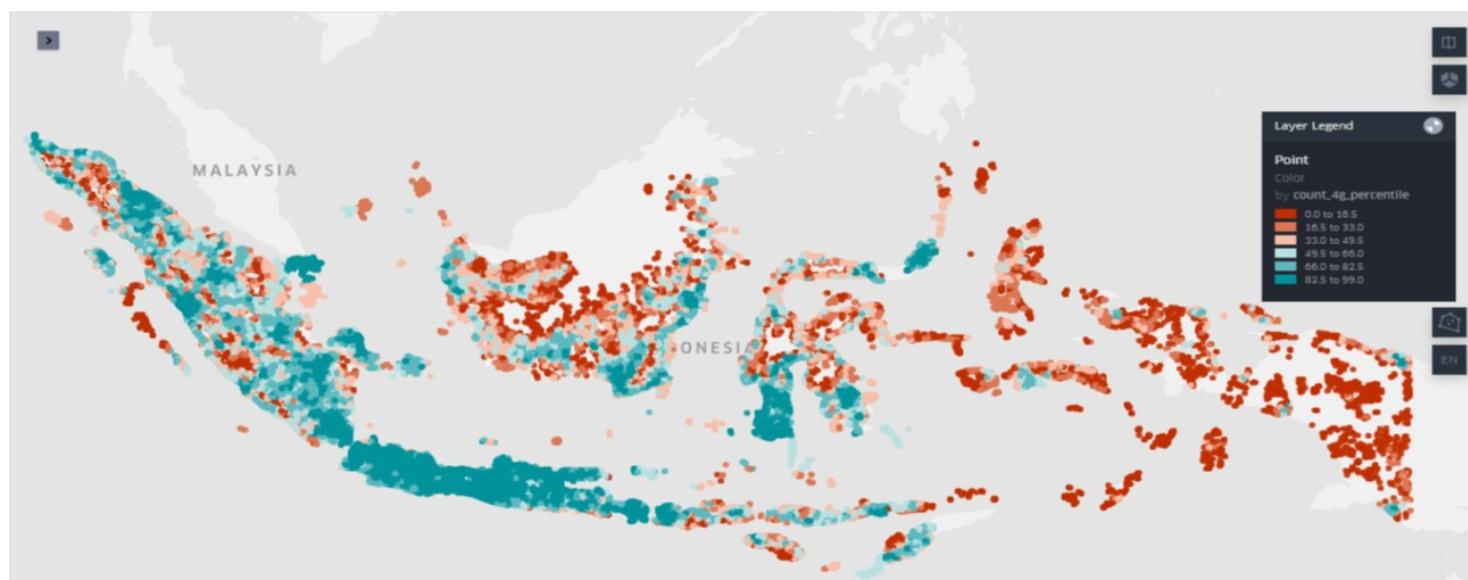 MALAYSIA
ONESIA
Layer Legend
Point
Color
by count_4g_percentile
0.0 to 16.5
16.5 to 33.0
33.0 to 49.5
49.5 to 66.0
66.0 to 82.5
82.5 to 99.0
EN